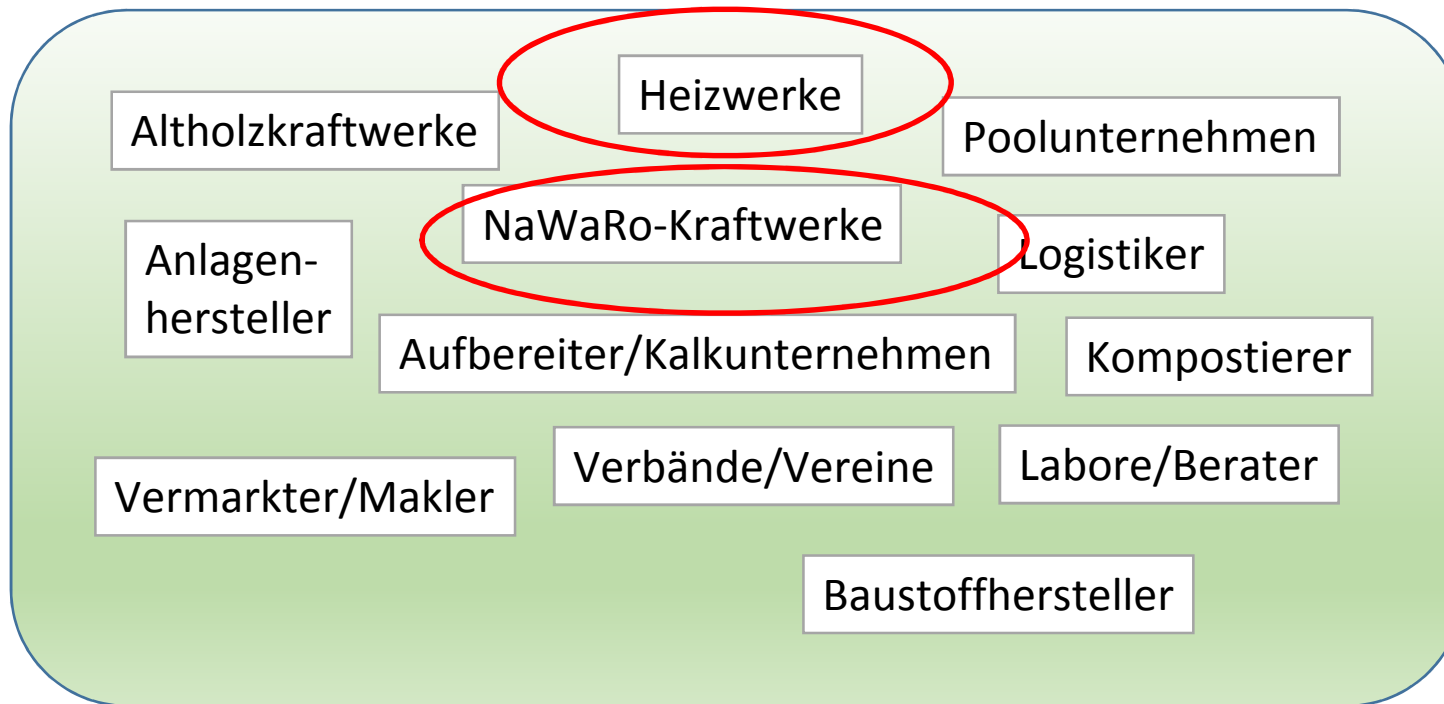 Heizwerke
Altholzkraftwerke
Poolunternehmen
NaWaRo-Kraftwerke
Anlagen-
hersteller
Logistiker
Aufbereiter/Kalkunternehmen
Kompostierer
Verbände/Vereine
Labore/Berater
Vermarkter/Makler
Baustoffhersteller